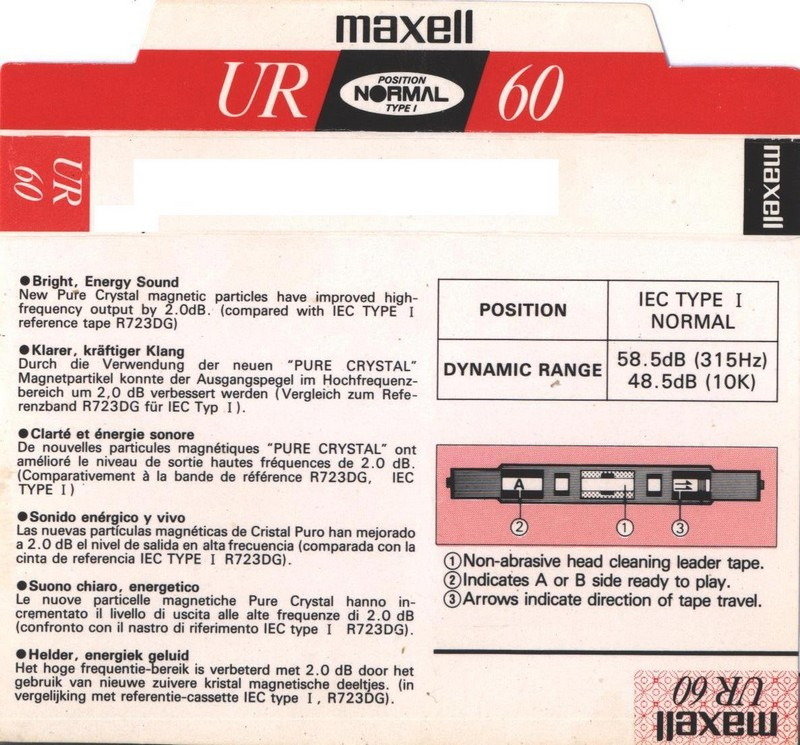 maxell
UR
POSITION
NORMAL
TYPE I
60
UR
60
maxell
●Bright, Energy Sound
New Pure Crystal magnetic particles have improved high-
frequency output by 2.0dB. (compared with IEC TYPE I
reference tape R723DG)
●Klarer, kräftiger Klang
Durch die Verwendung der neuen "PURE CRYSTAL"
Magnetpartikel konnte der Ausgangspegel im Hochfrequenz-
bereich um 2,0 dB verbessert werden (Vergleich zum Refe-
renzband R723DG für IEC Typ I).
●Clarté et énergie sonore
De nouvelles particules magnétiques "PURE CRYSTAL" ont
amélioré le niveau de sortie hautes fréquences de 2.0 dB.
(Comparativement à la bande de référence R723DG, IEC
TYPE I)
●Sonido enérgico y vivo
Las nuevas partículas magnéticas de Cristal Puro han mejorado
a 2.0 dB el nivel de salida en alta frecuencia (comparada con la
cinta de referencia IEC TYPE I R723DG).
●Suono chiaro, energetico
Le nuove particelle magnetiche Pure Crystal hanno in-
crementato il livello di uscita alle alte frequenze di 2.0 dB
(confronto con il nastro di riferimento IEC type I R723DG).
●Helder, energiek geluid
Het hoge frequentie-bereik is verbeterd met 2.0 dB door het
gebruik van nieuwe zuivere kristal magnetische deeltjes. (in
vergelijking met referentie-cassette IEC type I, R723DG).
POSITION
IEC TYPE I
NORMAL
DYNAMIC RANGE
58.5dB (315Hz)
48.5dB (10K)
A
② ① ③
①Non-abrasive head cleaning leader tape.
②Indicates A or B side ready to play.
③Arrows indicate direction of tape travel.
maxell
UR 60